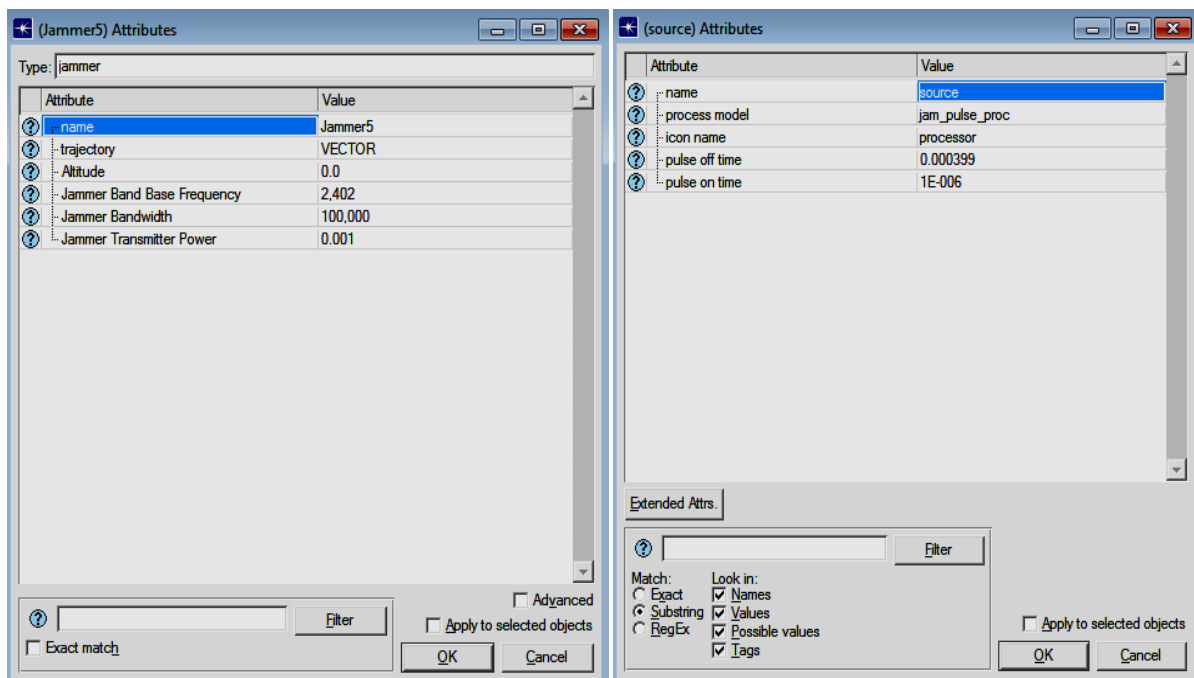 (Jammer5) Attributes
Type: jammer
Attribute Value
name Jammer5
trajectory VECTOR
Altitude 0.0
Jammer Band Base Frequency 2,402
Jammer Bandwidth 100,000
Jammer Transmitter Power 0.001
Advanced
Filter
Apply to selected objects
Exact match
OK Cancel
(source) Attributes
Attribute Value
name source
process model jam_pulse_proc
icon name processor
pulse off time 0.000399
pulse on time 1E-006
Extended Attrs.
Filter
Match: Look in:
Exact Names
Substring Values
RegEx Possible values
Tags
Apply to selected objects
OK Cancel